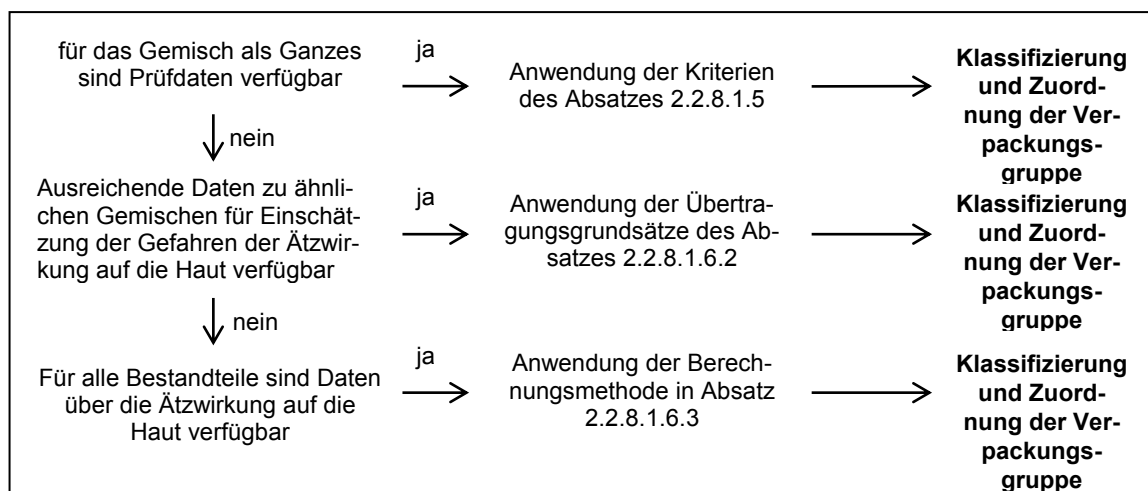 für das Gemisch als Ganzes
sind Prüfdaten verfügbar
ja
Anwendung der Kriterien
des Absatzes 2.2.8.1.5
Klassifizierung
und Zuord-
nung der Ver-
packungs-
gruppe
nein
Ausreichende Daten zu ähnli-
chen Gemischen für Einschät-
zung der Gefahren der Ätzwir-
kung auf die Haut verfügbar
ja
Anwendung der Übertra-
gungsgrundsätze des Ab-
satzes 2.2.8.1.6.2
Klassifizierung
und Zuord-
nung der Ver-
packungs-
gruppe
nein
Für alle Bestandteile sind Daten
über die Ätzwirkung auf die
Haut verfügbar
ja
Anwendung der Berech-
nungsmethode in Absatz
2.2.8.1.6.3
Klassifizierung
und Zuord-
nung der Ver-
packungs-
gruppe